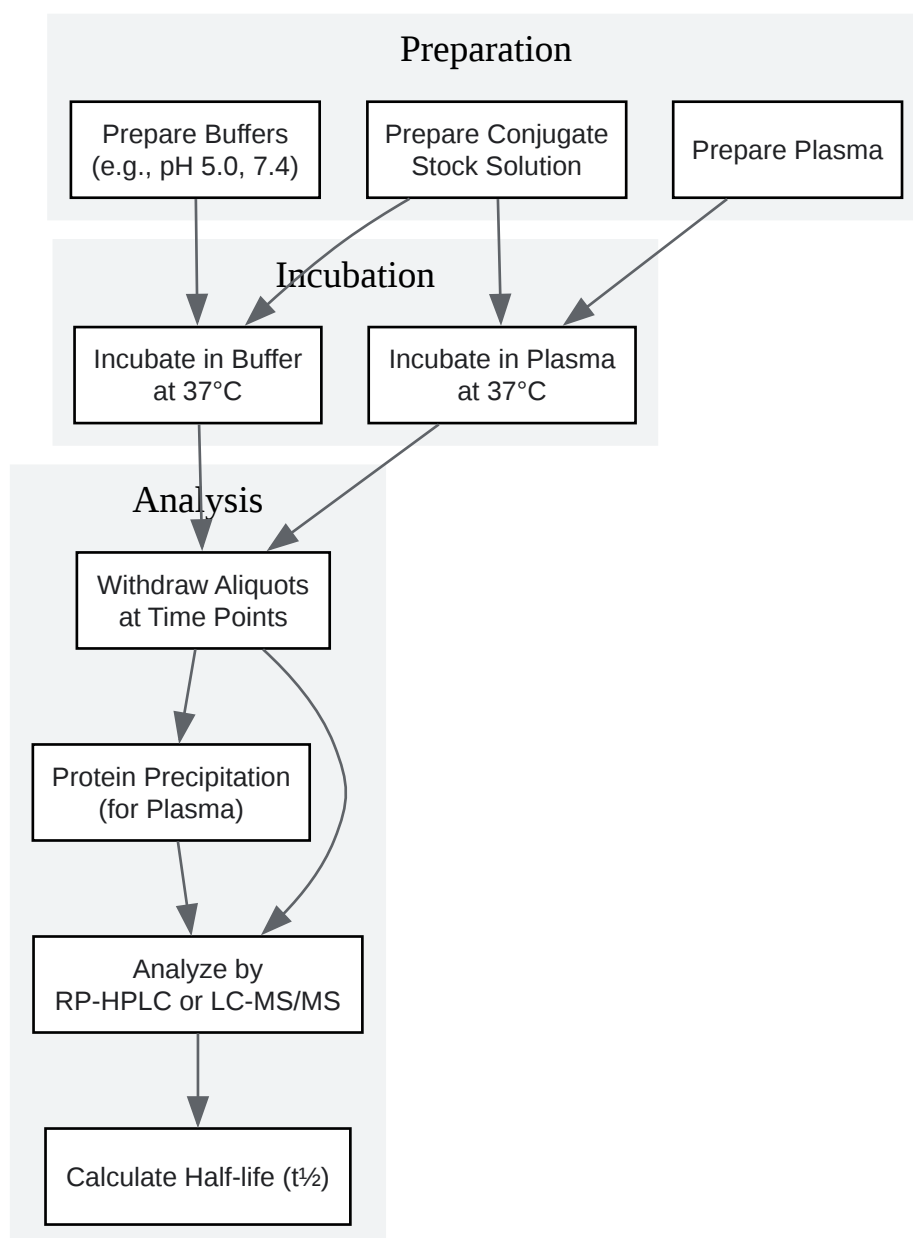 Preparation
Prepare Buffers
(e.g., pH 5.0, 7.4)
Prepare Conjugate
Stock Solution
Prepare Plasma
Incubation
Incubate in Buffer
at 37°C
Incubate in Plasma
at 37°C
Analysis
Withdraw Aliquots
at Time Points
Protein Precipitation
(for Plasma)
Analyze by
RP-HPLC or LC-MS/MS
Calculate Half-life (t½)